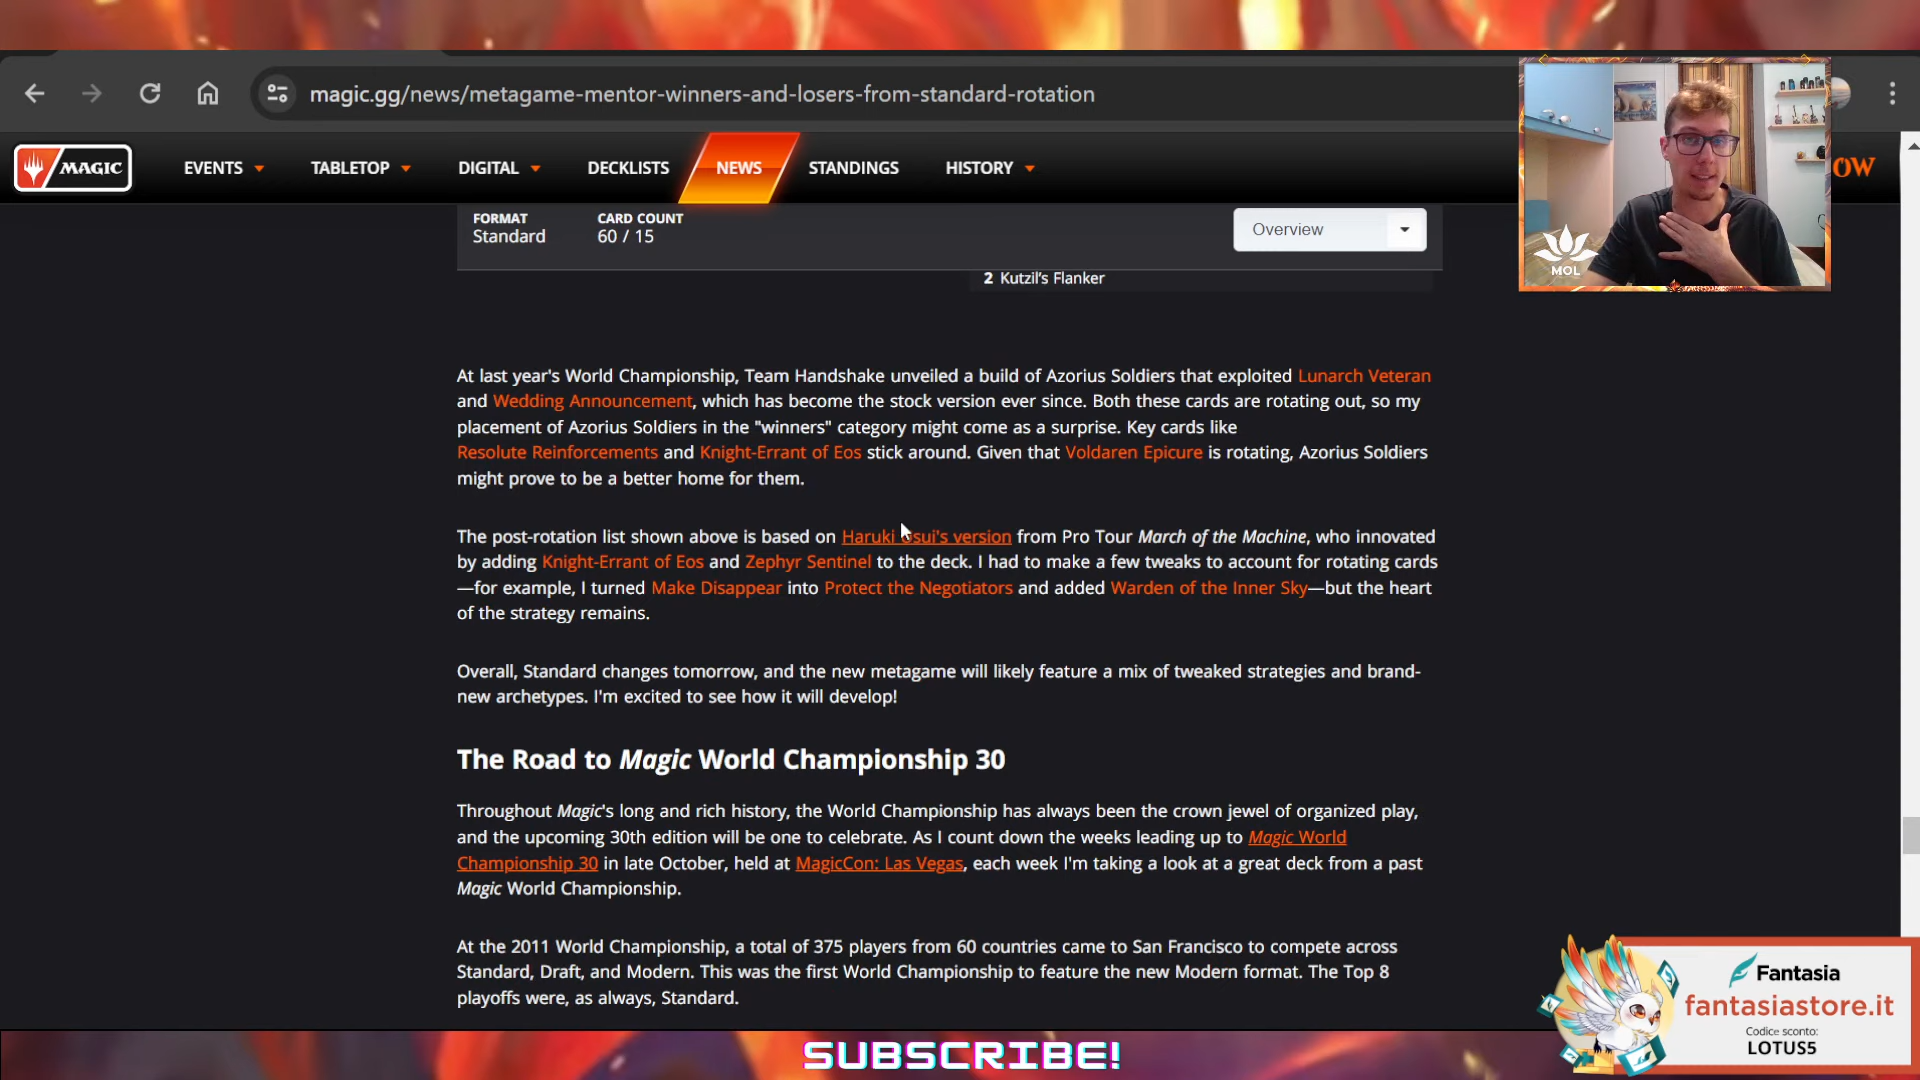 magic.gg/news/metagame-mentor-winners-and-losers-from-standard-rotation
MAGIC
EVENTS
TABLETOP
DIGITAL
DECKLISTS
NEWS
STANDINGS
HISTORY
OW
FORMAT
Standard
CARD COUNT
60 / 15
Overview
MOL
2 Kutzil's Flanker
At last year's World Championship, Team Handshake unveiled a build of Azorius Soldiers that exploited Lunarch Veteran
and Wedding Announcement, which has become the stock version ever since. Both these cards are rotating out, so my
placement of Azorius Soldiers in the "winners" category might come as a surprise. Key cards like
Resolute Reinforcements and Knight-Errant of Eos stick around. Given that Voldaren Epicure is rotating, Azorius Soldiers
might prove to be a better home for them.
The post-rotation list shown above is based on Haruki Usui's version from Pro Tour March of the Machine, who innovated
by adding Knight-Errant of Eos and Zephyr Sentinel to the deck. I had to make a few tweaks to account for rotating cards
—for example, I turned Make Disappear into Protect the Negotiators and added Warden of the Inner Sky—but the heart
of the strategy remains.
Overall, Standard changes tomorrow, and the new metagame will likely feature a mix of tweaked strategies and brand-
new archetypes. I'm excited to see how it will develop!
The Road to Magic World Championship 30
Throughout Magic's long and rich history, the World Championship has always been the crown jewel of organized play,
and the upcoming 30th edition will be one to celebrate. As I count down the weeks leading up to Magic World
Championship 30 in late October, held at MagicCon: Las Vegas, each week I'm taking a look at a great deck from a past
Magic World Championship.
At the 2011 World Championship, a total of 375 players from 60 countries came to San Francisco to compete across
Standard, Draft, and Modern. This was the first World Championship to feature the new Modern format. The Top 8
playoffs were, as always, Standard.
Fantasia
fantasiastore.it
Codice sconto:
LOTUS5
SUBSCRIBE!